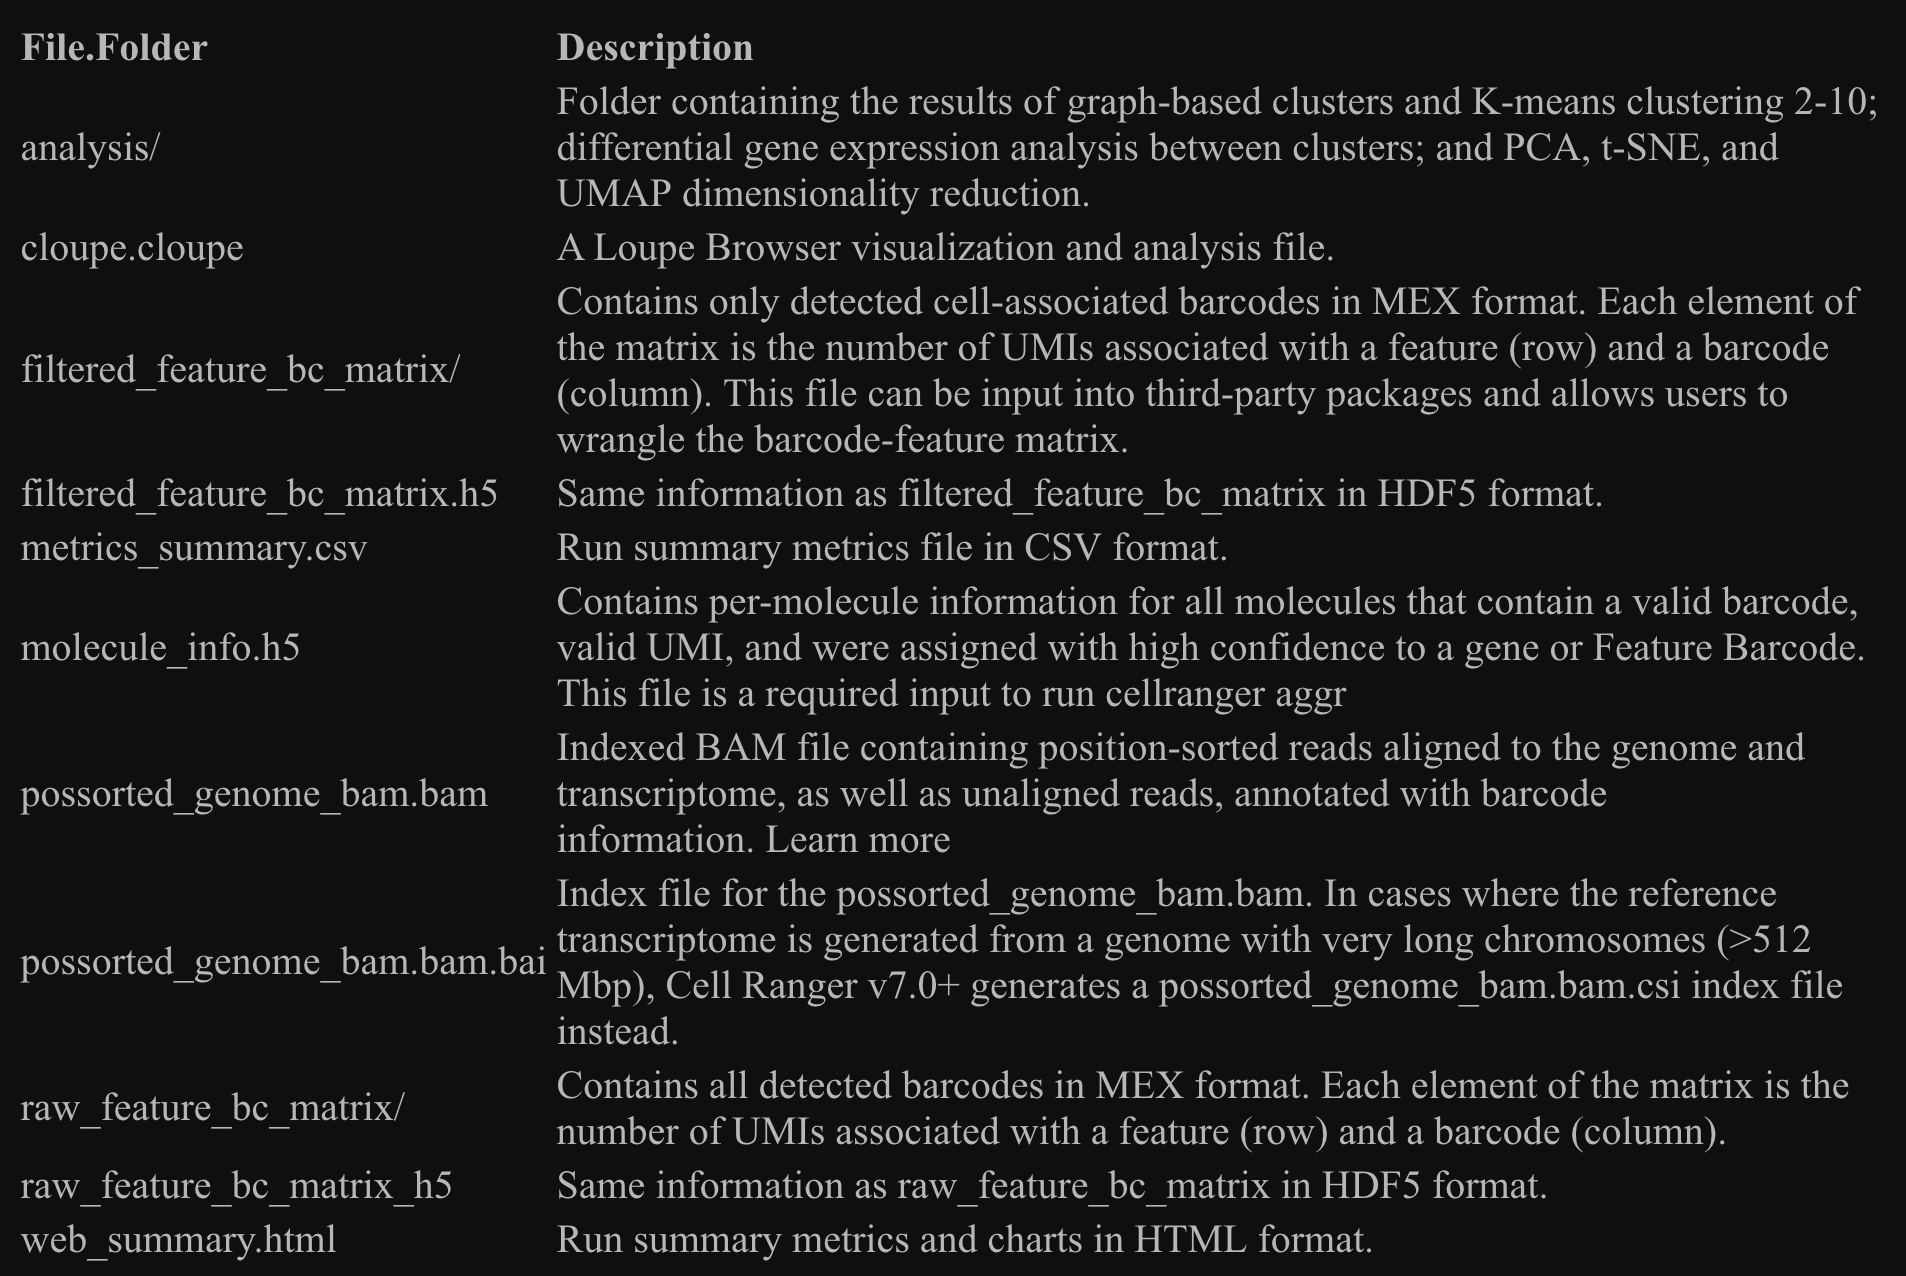 File.Folder Description
analysis/ Folder containing the results of graph-based clusters and K-means clustering 2-10;
differential gene expression analysis between clusters; and PCA, t-SNE, and
UMAP dimensionality reduction.
cloupe.cloupe A Loupe Browser visualization and analysis file.
filtered_feature_bc_matrix/ Contains only detected cell-associated barcodes in MEX format. Each element of
the matrix is the number of UMIs associated with a feature (row) and a barcode
(column). This file can be input into third-party packages and allows users to
wrangle the barcode-feature matrix.
filtered_feature_bc_matrix.h5 Same information as filtered_feature_bc_matrix in HDF5 format.
metrics_summary.csv Run summary metrics file in CSV format.
molecule_info.h5 Contains per-molecule information for all molecules that contain a valid barcode,
valid UMI, and were assigned with high confidence to a gene or Feature Barcode.
This file is a required input to run cellranger aggr
possorted_genome_bam.bam Indexed BAM file containing position-sorted reads aligned to the genome and
transcriptome, as well as unaligned reads, annotated with barcode
information. Learn more
possorted_genome_bam.bam.bai Index file for the possorted_genome_bam.bam. In cases where the reference
transcriptome is generated from a genome with very long chromosomes (>512
Mbp), Cell Ranger v7.0+ generates a possorted_genome_bam.bam.csi index file
instead.
raw_feature_bc_matrix/ Contains all detected barcodes in MEX format. Each element of the matrix is the
number of UMIs associated with a feature (row) and a barcode (column).
raw_feature_bc_matrix_h5 Same information as raw_feature_bc_matrix in HDF5 format.
web_summary.html Run summary metrics and charts in HTML format.